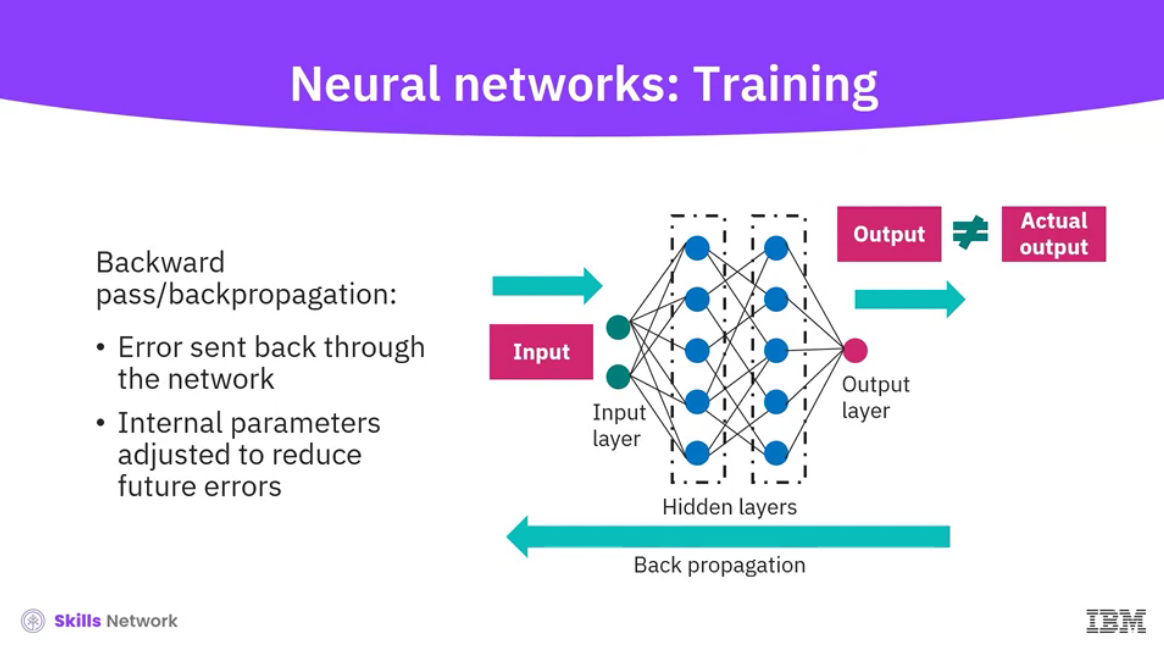 Neural networks: Training
Backward
pass/backpropagation:
• Error sent back through
the network
• Internal parameters
adjusted to reduce
future errors
Input
Input
layer
Hidden layers
Output
≠
Actual
output
Output
layer
Back propagation
Skills Network
IBM